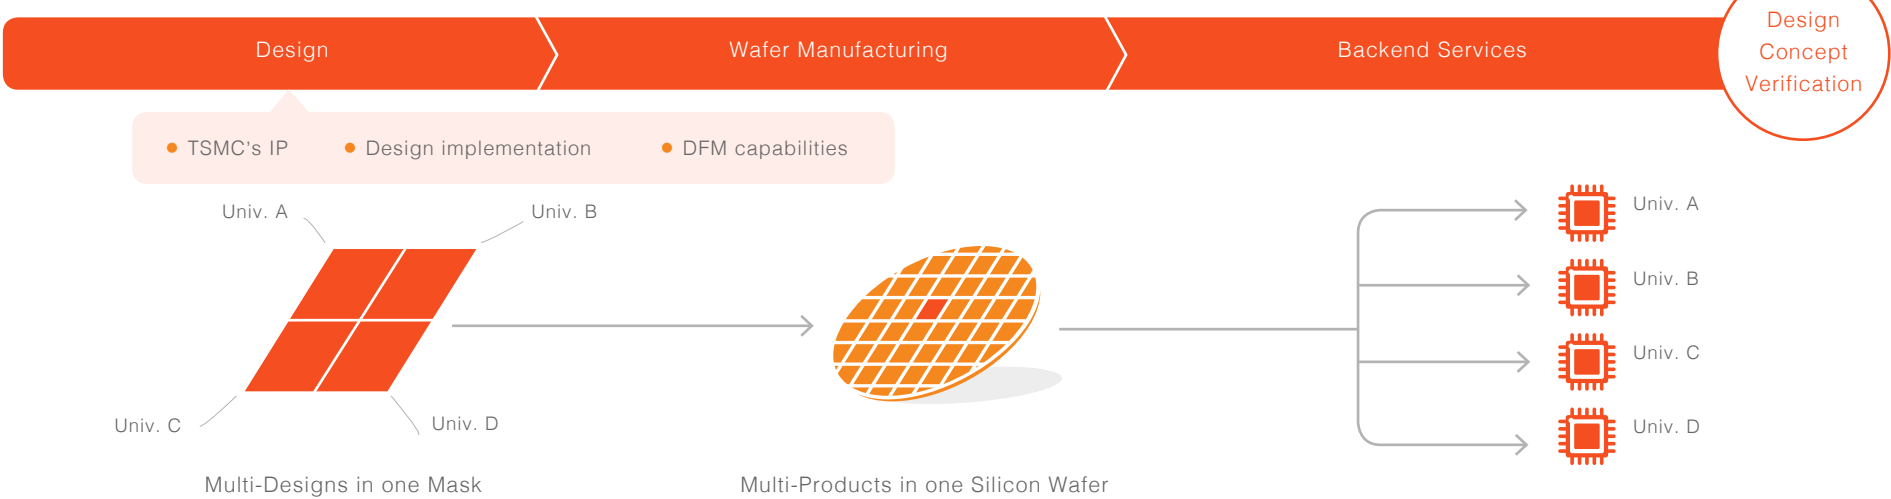 Design
Wafer Manufacturing
Backend Services
Design
Concept
Verification
TSMC's IP
Design implementation
DFM capabilities
Univ. A
Univ. B
Univ. C
Univ. D
Multi-Designs in one Mask
Multi-Products in one Silicon Wafer
Univ. A
Univ. B
Univ. C
Univ. D